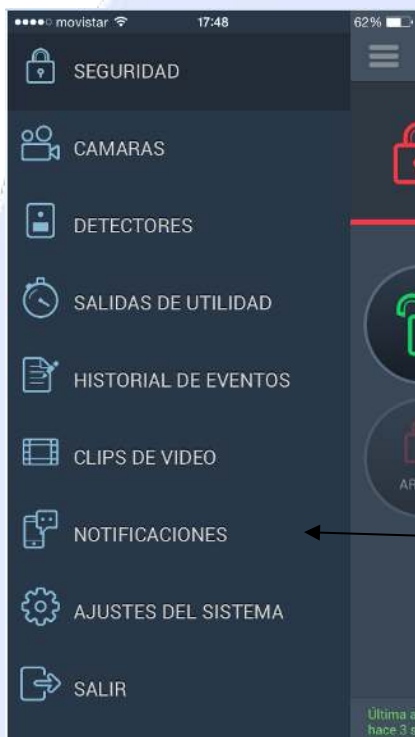 movistar 17:48 62%
SEGURIDAD
CAMARAS
DETECTORES
SALIDAS DE UTILIDAD
HISTORIAL DE EVENTOS
CLIPS DE VIDEO
NOTIFICACIONES
AJUSTES DEL SISTEMA
SALIR
AR
Última a
hace 3 s